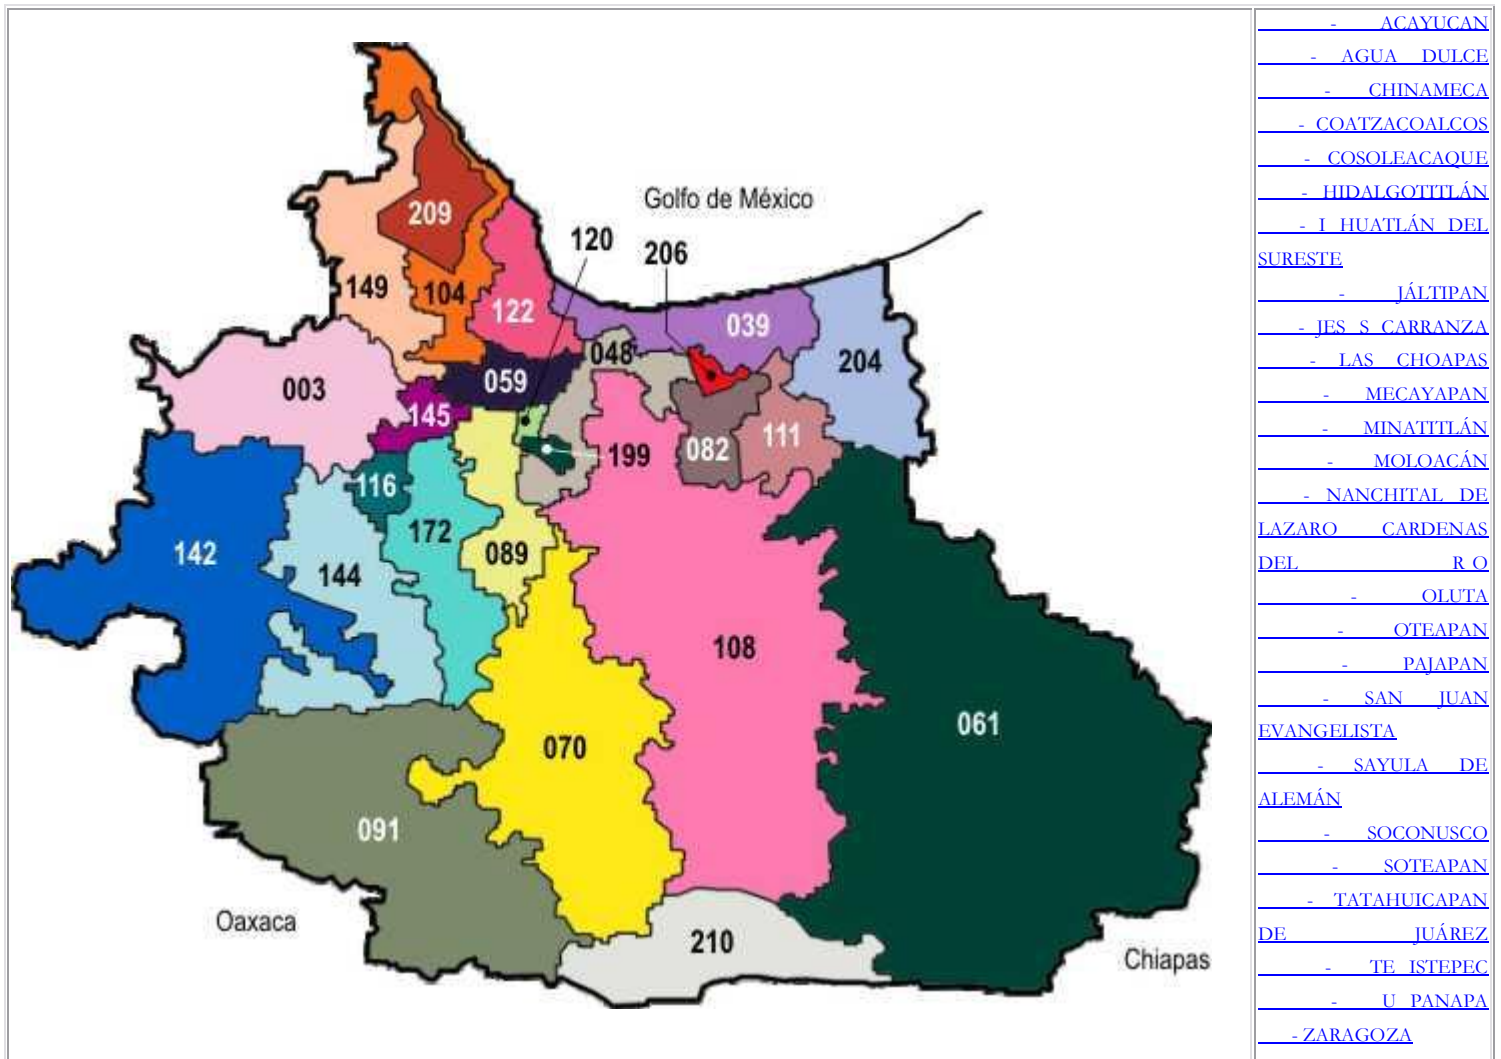 Golfo de México
120
206
209
149
104
122
039
048
204
003
059
145
199
082
111
116
172
089
142
144
108
061
070
091
210
Oaxaca
Chiapas
- ACAYUCAN
- AGUA DULCE
- CHINAMECA
- COATZACOALCOS
- COSOLEACAQUE
- HIDALGOTITLÁN
- I HUATLÁN DEL
SURESTE
- JÁLTIPAN
- JES S CARRANZA
- LAS CHOAPAS
- MECAYAPAN
- MINATITLÁN
- MOLOACÁN
- NANCHITAL DE
LAZARO CARDENAS
DEL R O
- OLUTA
- OTEAPAN
- PAJAPAN
- SAN JUAN
EVANGELISTA
- SAYULA DE
ALEMÁN
- SOCONUSCO
- SOTEAPAN
- TATAHUICAPAN
DE JUÁREZ
- TE ISTEPEC
- U PANAPA
- ZARAGOZA